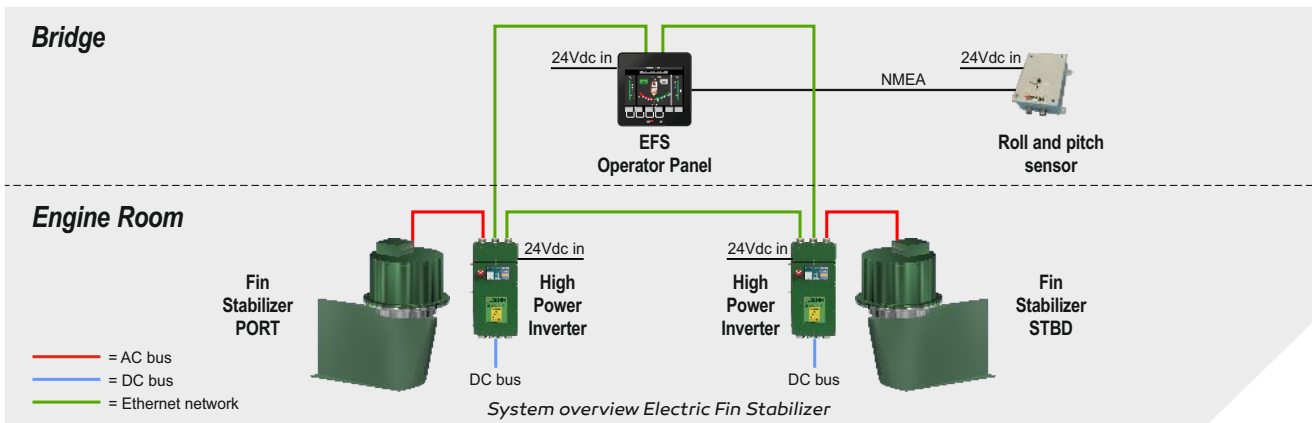 Bridge
24Vdc in
24Vdc in
NMEA
EFS
Operator Panel
Roll and pitch
sensor
Engine Room
24Vdc in
24Vdc in
Fin
Stabilizer
PORT
High
Power
Inverter
High
Power
Inverter
Fin
Stabilizer
STBD
= AC bus
= DC bus
= Ethernet network
DC bus
DC bus
System overview Electric Fin Stabilizer